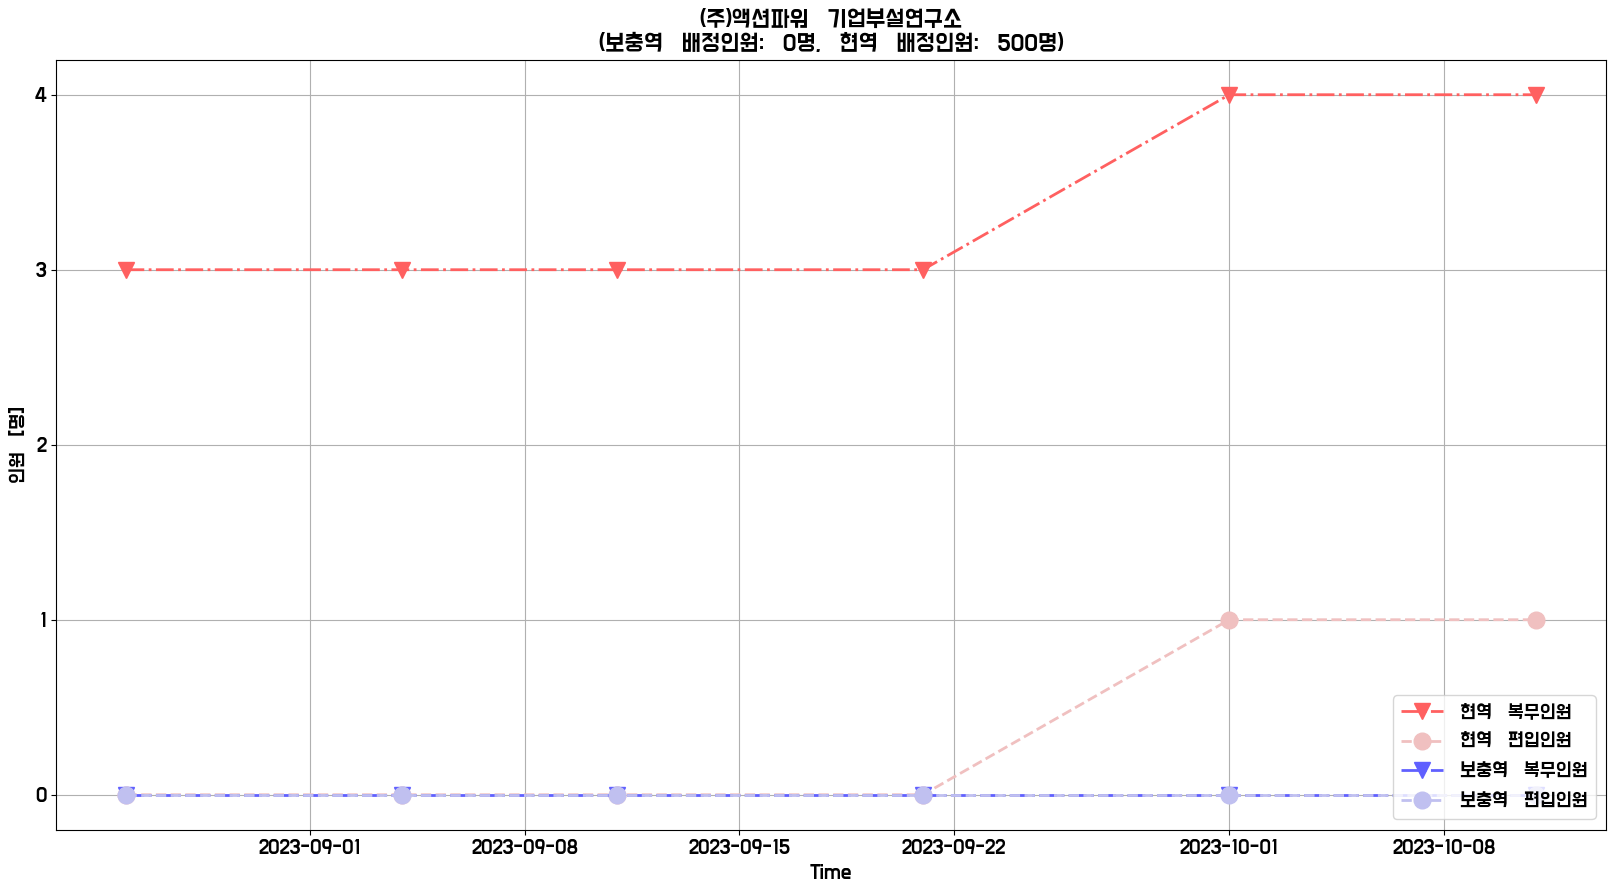 (주)액션파워 기업부설연구소
(보충역 배정인원: 0명, 현역 배정인원: 500명)
4
3
2
1
0
인원 [명]
2023-09-01
2023-09-08
2023-09-15
2023-09-22
2023-10-01
2023-10-08
Time
현역 복무인원
현역 편입인원
보충역 복무인원
보충역 편입인원